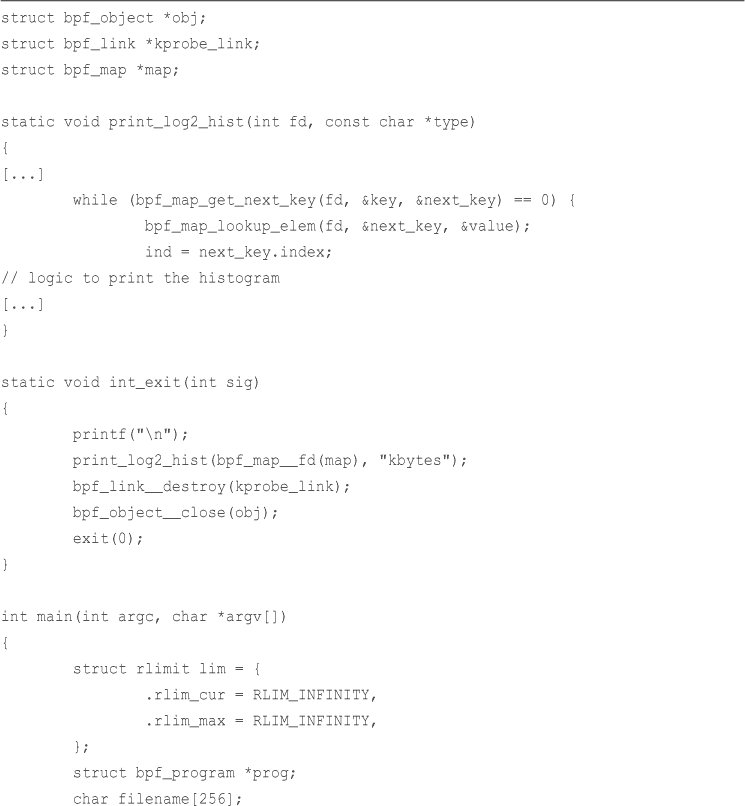 struct bpf_object *obj;
struct bpf_link *kprobe_link;
struct bpf_map *map;

static void print_log2_hist(int fd, const char *type)
{
[...]
        while (bpf_map_get_next_key(fd, &key, &next_key) == 0) {
                bpf_map_lookup_elem(fd, &next_key, &value);
                ind = next_key.index;
// logic to print the histogram
[...]
}

static void int_exit(int sig)
{
        printf("\n");
        print_log2_hist(bpf_map__fd(map), "kbytes");
        bpf_link__destroy(kprobe_link);
        bpf_object__close(obj);
        exit(0);
}

int main(int argc, char *argv[])
{
        struct rlimit lim = {
                .rlim_cur = RLIM_INFINITY,
                .rlim_max = RLIM_INFINITY,
        };
        struct bpf_program *prog;
        char filename[256];